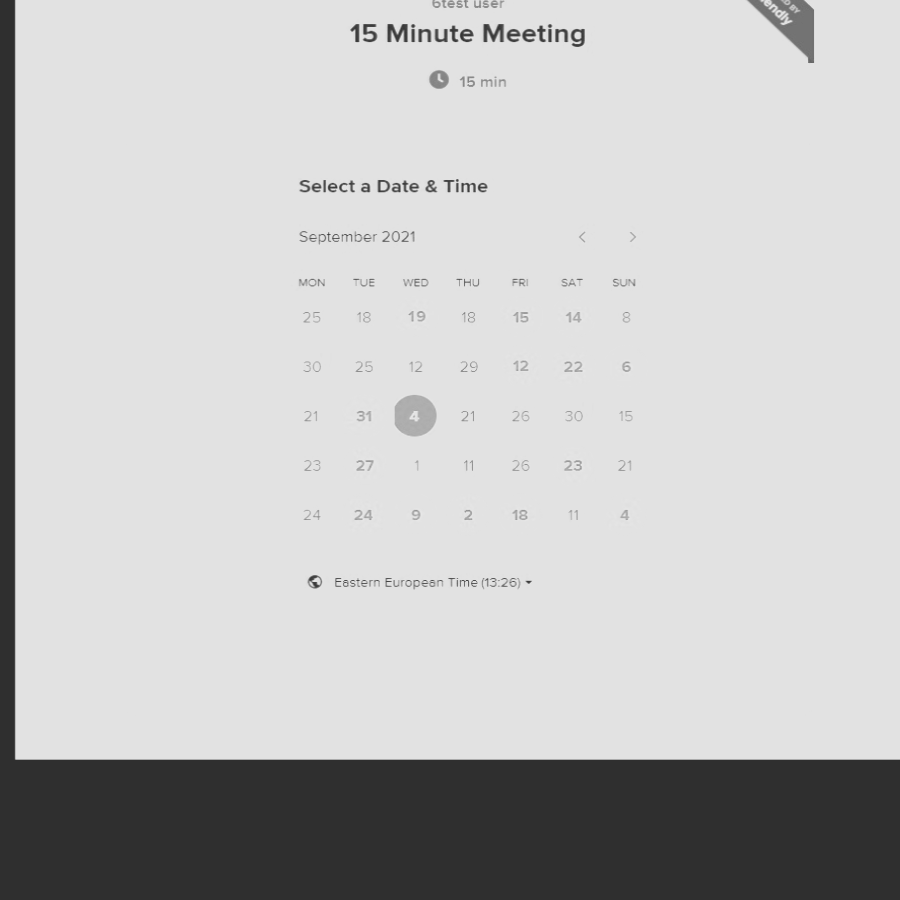 6test user
15 Minute Meeting
15 min
Select a Date & Time
September 2021
MON TUE WED THU FRI SAT SUN
25 18 19 18 15 14 8
30 25 12 29 12 22 6
21 31 4 21 26 30 15
23 27 1 11 26 23 21
24 24 9 2 18 11 4
Eastern European Time (13:26)